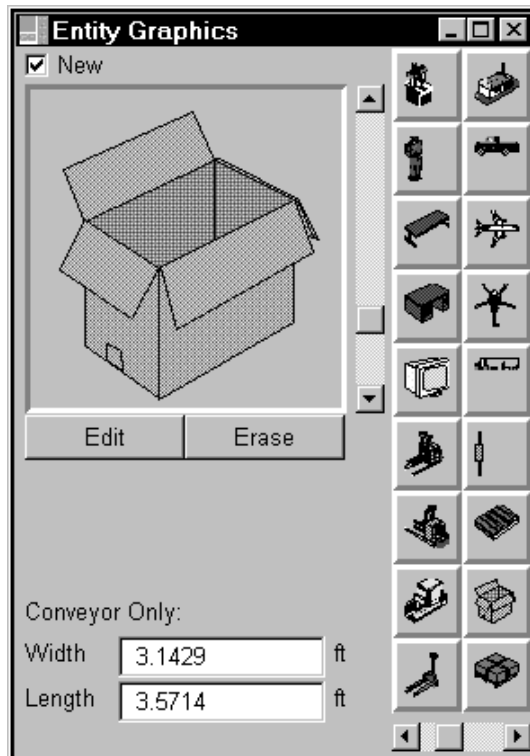 Entity Graphics
New
Edit Erase
Conveyor Only:
Width 3.1429 ft
Length 3.5714 ft